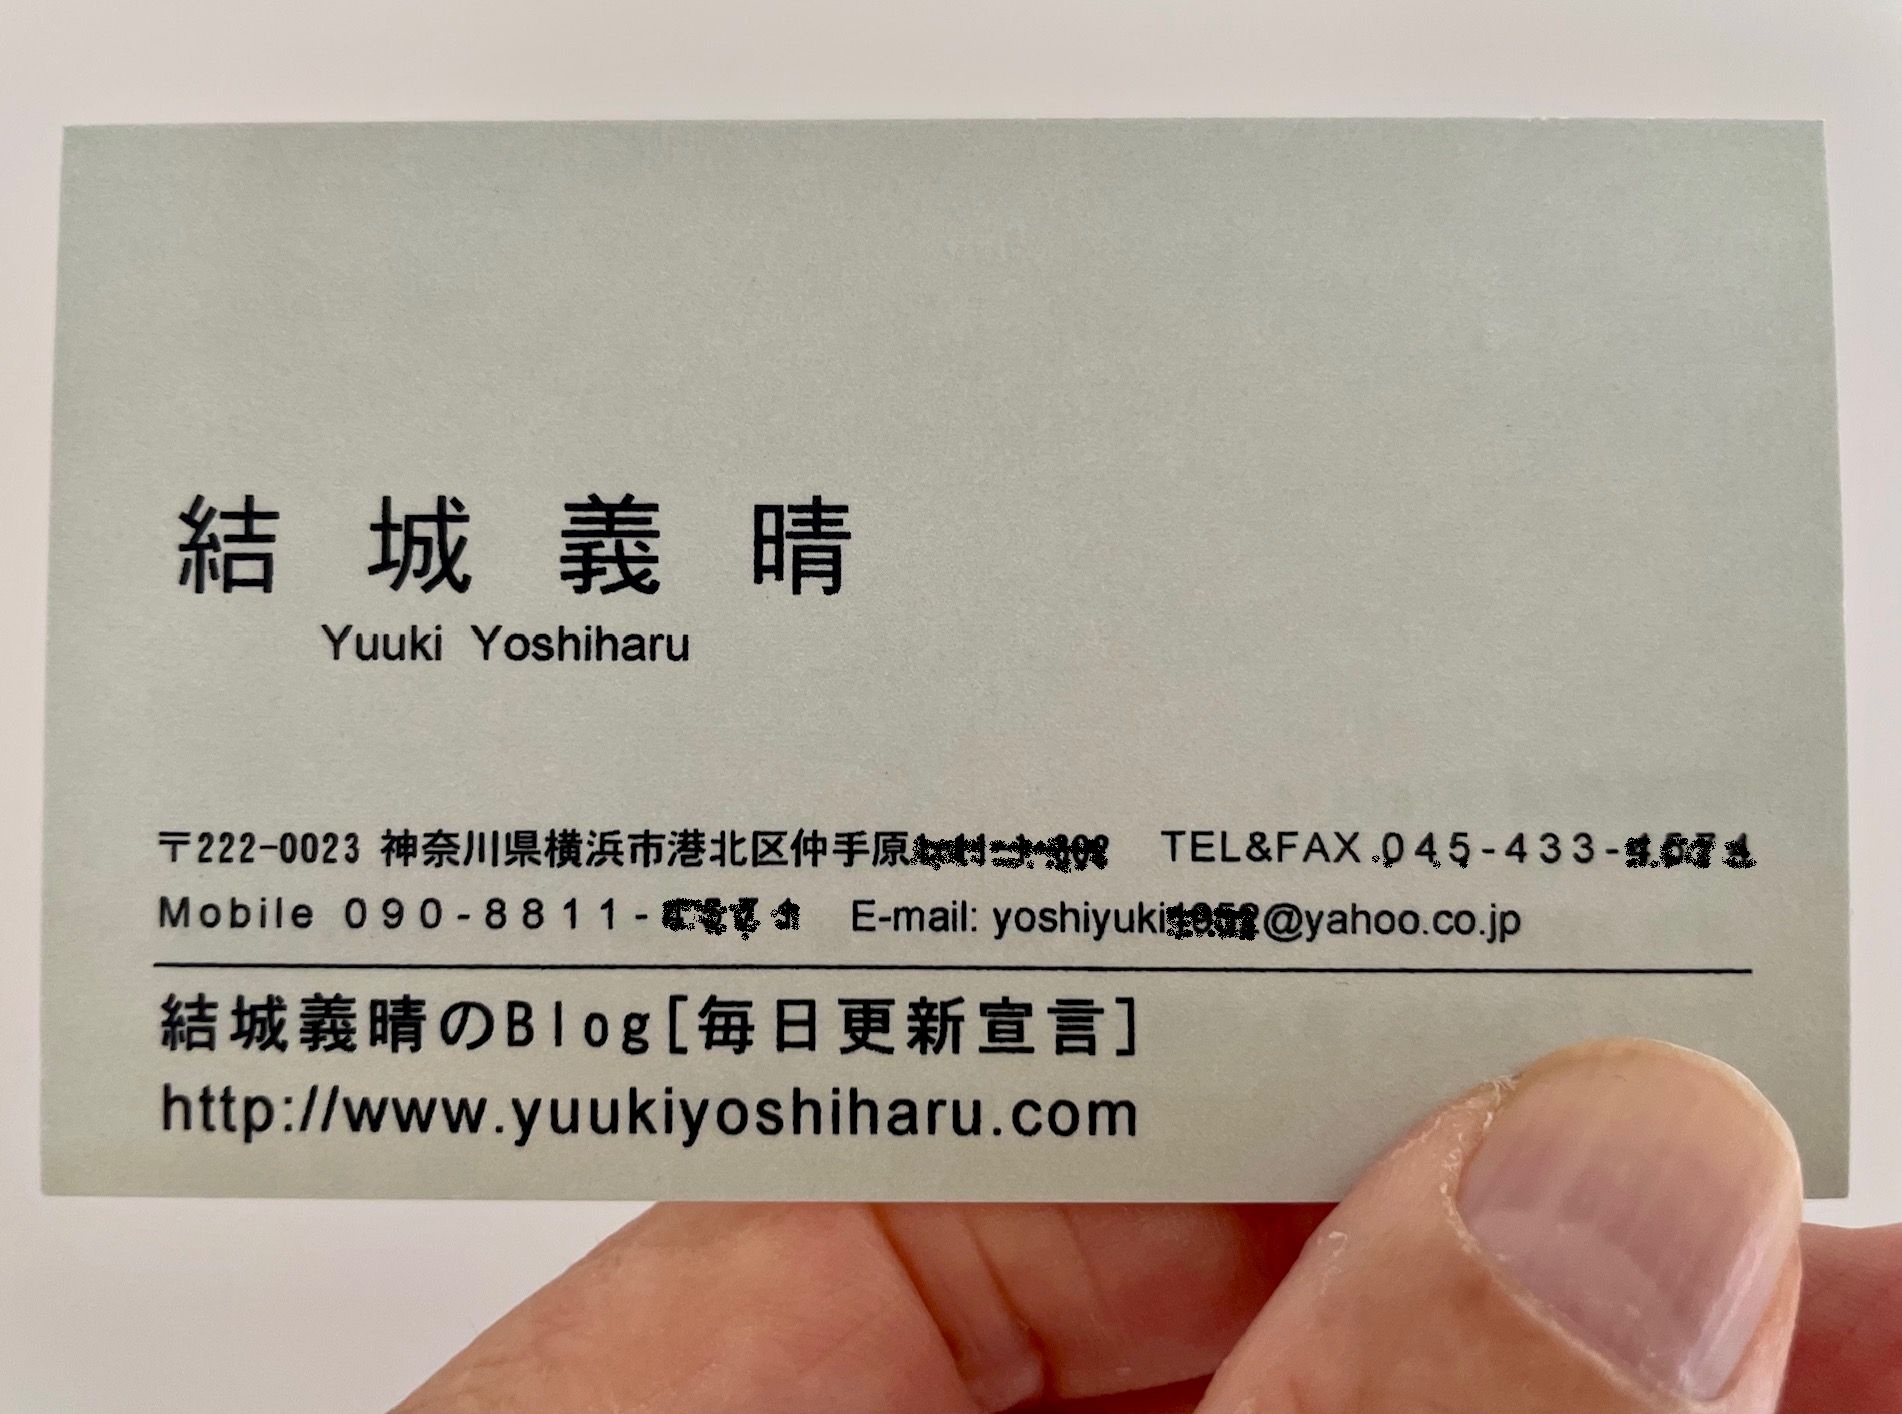 結城義晴
Yuuki Yoshiharu
〒222-0023 神奈川県横浜市港北区仲手原 TEL&FAX.045-433-
Mobile 090-8811- E-mail: yoshiyuki @yahoo.co.jp
結城義晴のBlog[毎日更新宣言]
http://www.yuukiyoshiharu.com